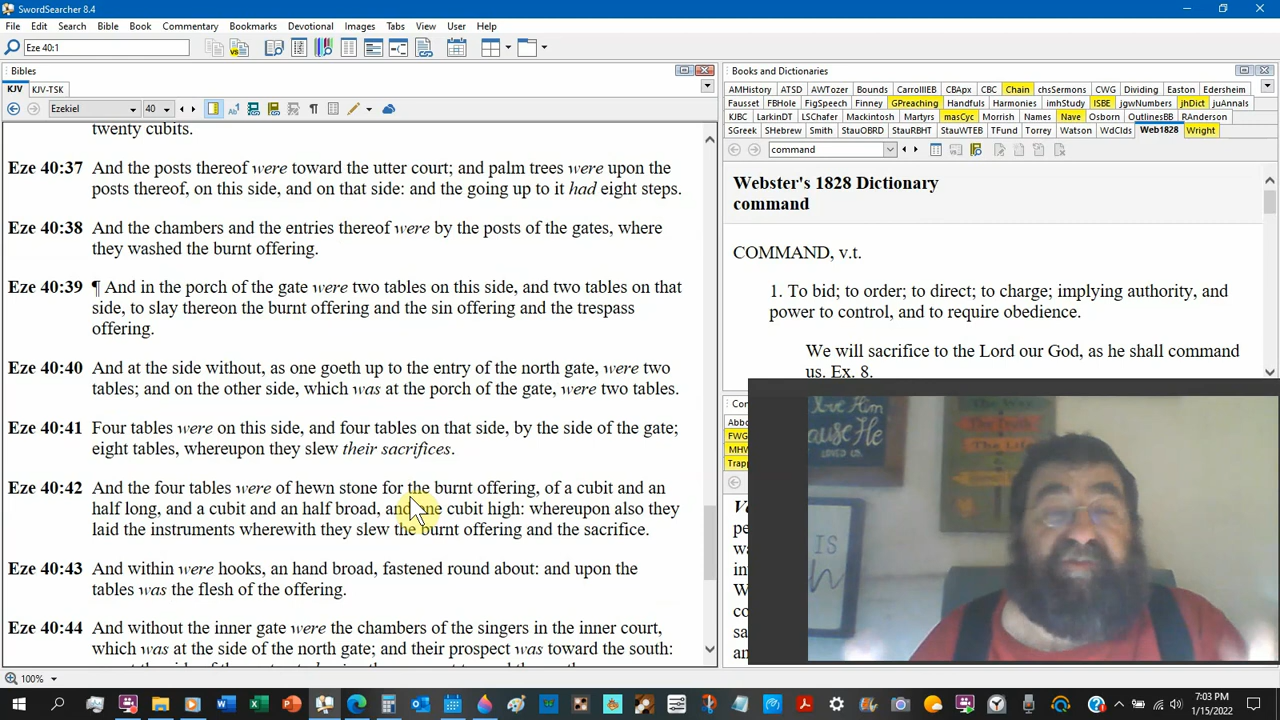 SwordSearcher 8.4
File Edit Search Bible Book Commentary Bookmarks Devotional Images Tabs View User Help
Eze 40:1
Bibles
KJV KJV-TSK
Ezekiel 40
twenty cubits.
Eze 40:37 And the posts thereof were toward the utter court; and palm trees were upon the
posts thereof, on this side, and on that side: and the going up to it had eight steps.
Eze 40:38 And the chambers and the entries thereof were by the posts of the gates, where
they washed the burnt offering.
Eze 40:39 ¶ And in the porch of the gate were two tables on this side, and two tables on that
side, to slay thereon the burnt offering and the sin offering and the trespass
offering.
Eze 40:40 And at the side without, as one goeth up to the entry of the north gate, were two
tables; and on the other side, which was at the porch of the gate, were two tables.
Eze 40:41 Four tables were on this side, and four tables on that side, by the side of the gate;
eight tables, whereupon they slew their sacrifices.
Eze 40:42 And the four tables were of hewn stone for the burnt offering, of a cubit and an
half long, and a cubit and an half broad, and one cubit high: whereupon also they
laid the instruments wherewith they slew the burnt offering and the sacrifice.
Eze 40:43 And within were hooks, an hand broad, fastened round about: and upon the
tables was the flesh of the offering.
Eze 40:44 And without the inner gate were the chambers of the singers in the inner court,
which was at the side of the north gate; and their prospect was toward the south:
100%
Books and Dictionaries
AMHistory ATSD AWTozer Bounds CarrollIEB CBApx CBC Chain chsSermons CWG Dividing Easton Edersheim
Fausset FBHole FigSpeech Finney GPreaching Handfuls Harmonies imhStudy ISBE jgwNumbers jhDict juAnnals
KJBC LarkinDT LSChafer Mackintosh Martyrs masCyc Morrish Names Nave Osborn OutlinesBB RAnderson
SGreek SHebrew Smith StauOBRD StauRBHT StauWTEB TFund Torrey Watson WdClds Web1828 Wright
command
Webster's 1828 Dictionary
command
COMMAND, v.t.
1. To bid; to order; to direct; to charge; implying authority, and
power to control, and to require obedience.
We will sacrifice to the Lord our God, as he shall command
us. Ex. 8.
Abbo
FWG
MHW
Trapp
Him
cause He
LOVED
The Truth
The Life
IS
7:03 PM
1/15/2022